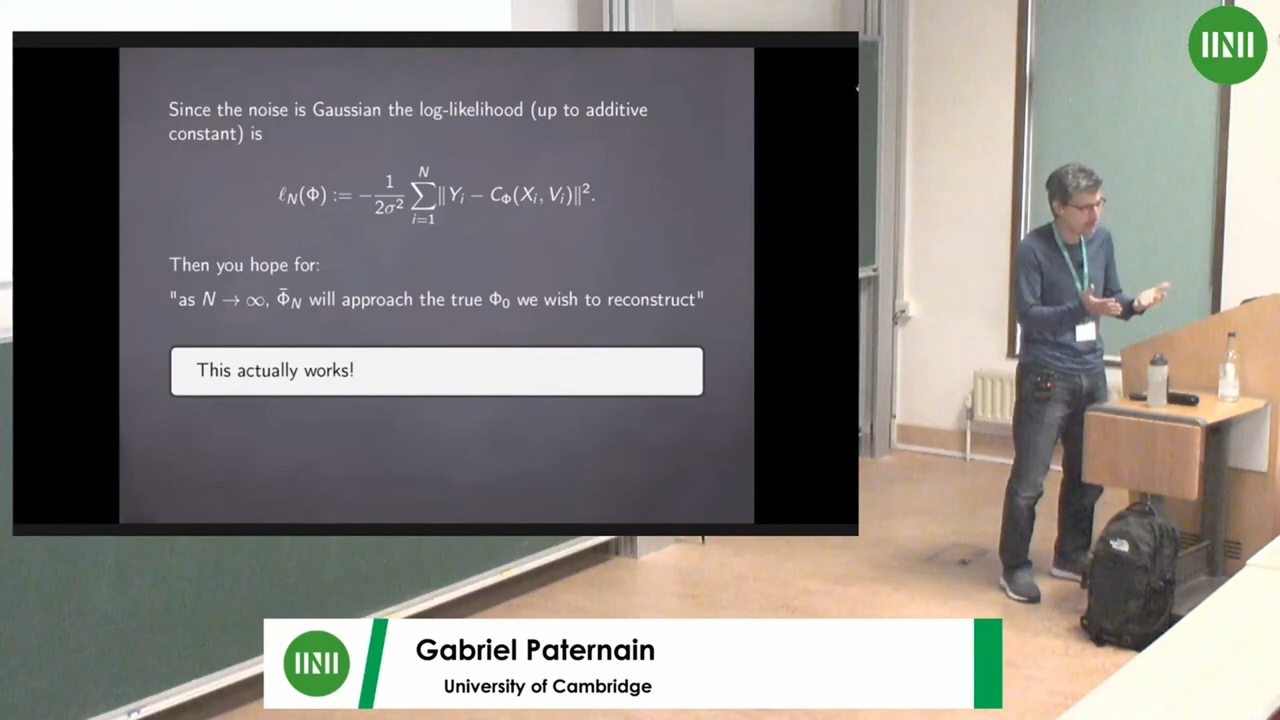 Since the noise is Gaussian the log-likelihood (up to additive
constant) is
ℓ_N(Φ) := −\frac{1}{2σ²} \sum_{i=1}^{N} ‖Y_i − C_Φ(X_i, V_i)‖².
Then you hope for:
"as N → ∞, Φ̄_N will approach the true Φ_0 we wish to reconstruct"
This actually works!
Gabriel Paternain
University of Cambridge